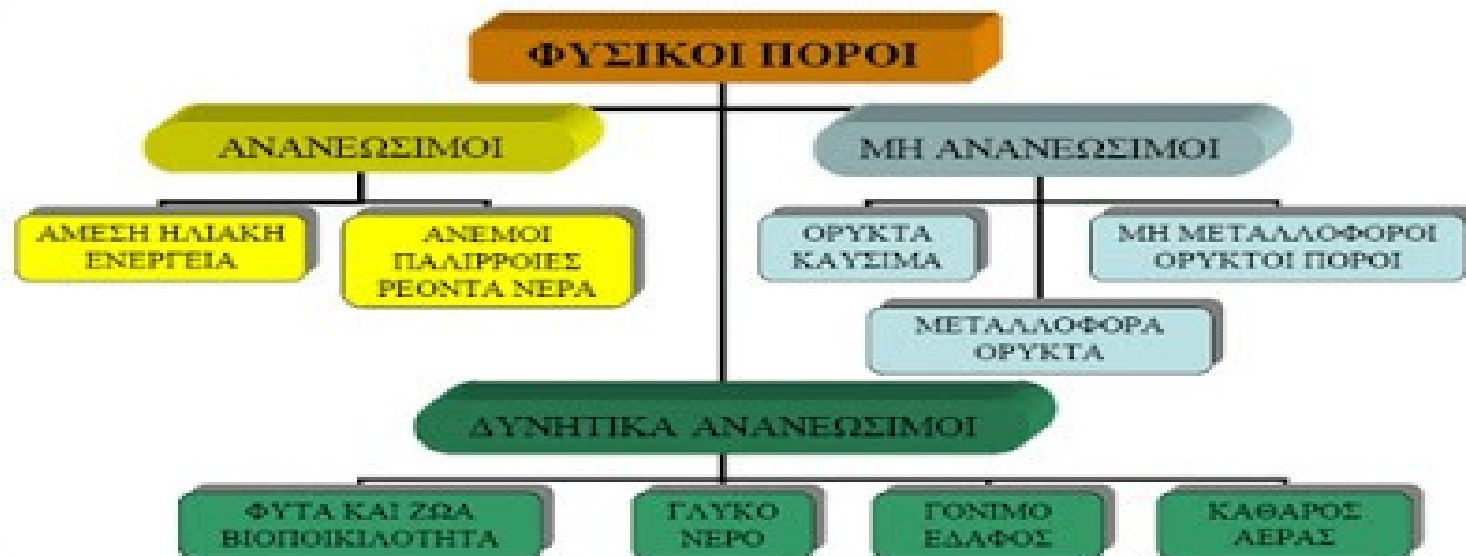 ΦΥΣΙΚΟΙ ΠΟΡΟΙ
ΑΝΑΝΕΩΣΙΜΟΙ
ΜΗ ΑΝΑΝΕΩΣΙΜΟΙ
ΑΜΕΣΗ ΗΛΙΑΚΗ
ΕΝΕΡΓΕΙΑ
ΑΝΕΜΟΙ
ΠΑΛΙΡΡΟΙΕΣ
ΡΕΟΝΤΑ ΝΕΡΑ
ΟΡΥΚΤΑ
ΚΑΥΣΙΜΑ
ΜΗ ΜΕΤΑΛΛΟΦΟΡΟΙ
ΟΡΥΚΤΟΙ ΠΟΡΟΙ
ΜΕΤΑΛΛΟΦΟΡΑ
ΟΡΥΚΤΑ
ΔΥΝΗΤΙΚΑ ΑΝΑΝΕΩΣΙΜΟΙ
ΦΥΤΑ ΚΑΙ ΖΩΑ
ΒΙΟΠΟΙΚΙΛΟΤΗΤΑ
ΓΛΥΚΟ
ΝΕΡΟ
ΓΟΝΙΜΟ
ΕΔΑΦΟΣ
ΚΑΘΑΡΟΣ
ΑΕΡΑΣ